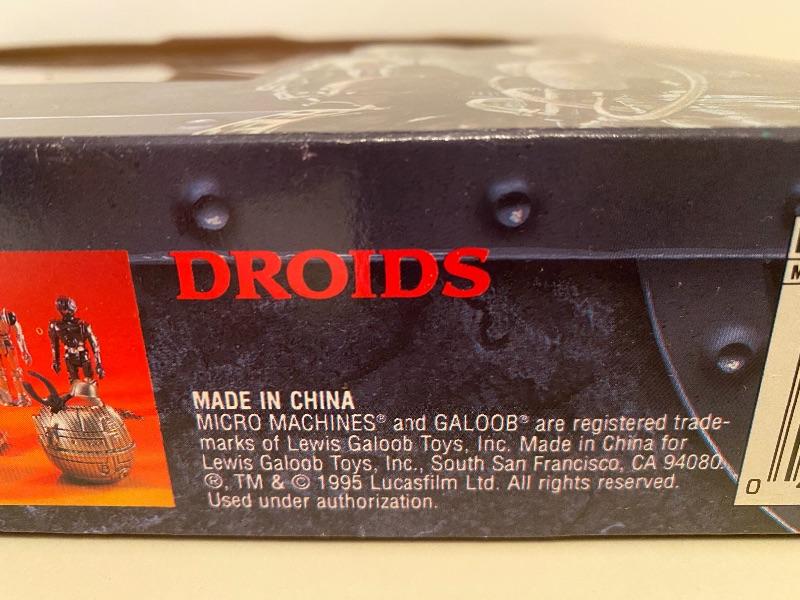 DROIDS
MADE IN CHINA
MICRO MACHINES® and GALOOB® are registered trade-
marks of Lewis Galoob Toys, Inc. Made in China for
Lewis Galoob Toys, Inc., South San Francisco, CA 94080.
®, TM & © 1995 Lucasfilm Ltd. All rights reserved.
Used under authorization.
0